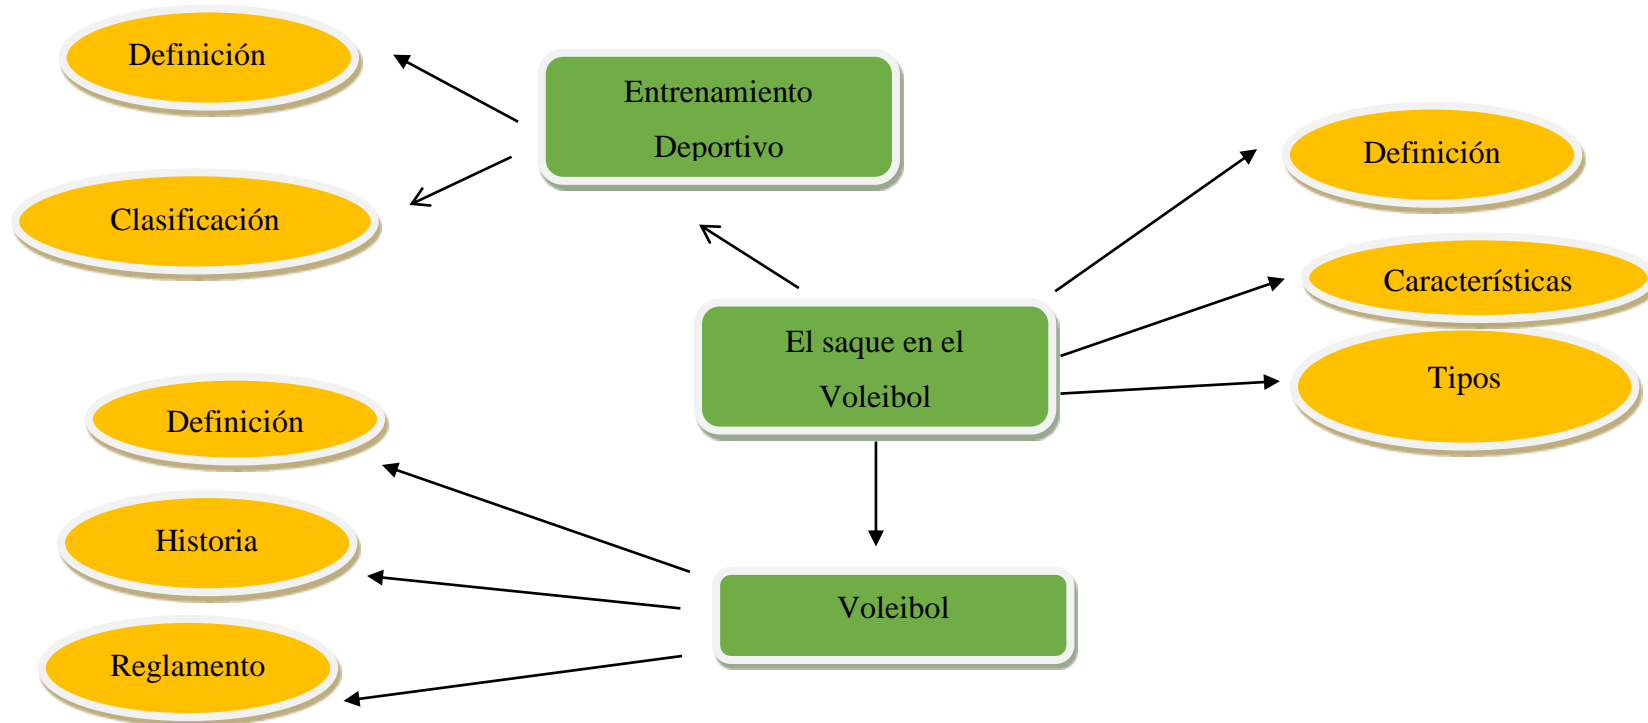 Definición
Clasificación
Entrenamiento
Deportivo
Definición
Características
Tipos
El saque en el
Voleibol
Definición
Historia
Reglamento
Voleibol